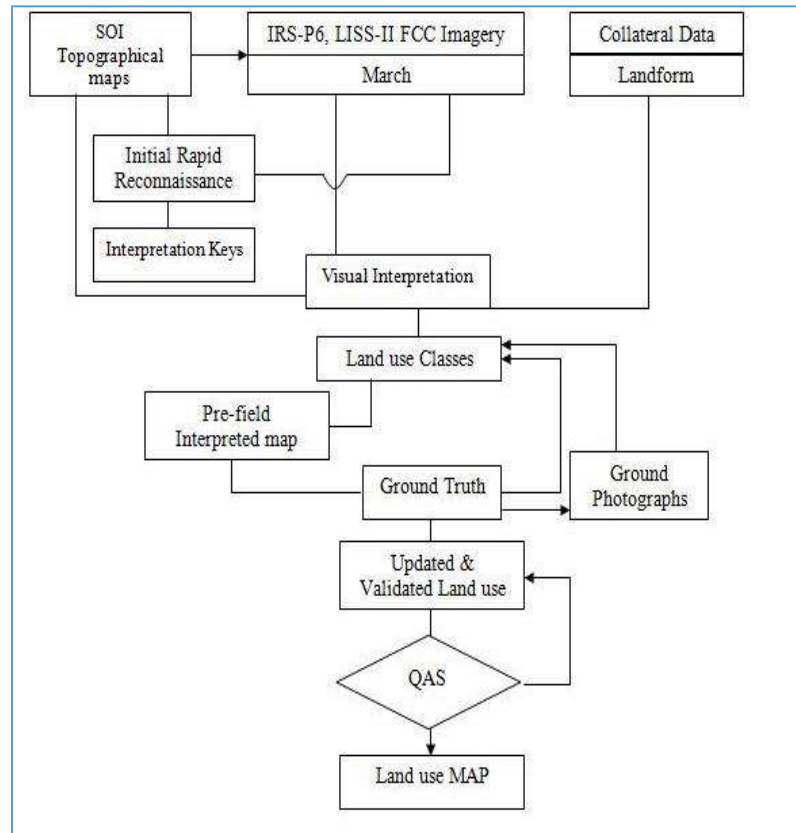 SOI
Topographical
maps
IRS-P6, LISS-II FCC Imagery
March
Collateral Data
Landform
Initial Rapid
Reconnaissance
Interpretation Keys
Visual Interpretation
Land use Classes
Pre-field
Interpreted map
Ground Truth
Ground
Photographs
Updated &
Validated Land use
QAS
Land use MAP